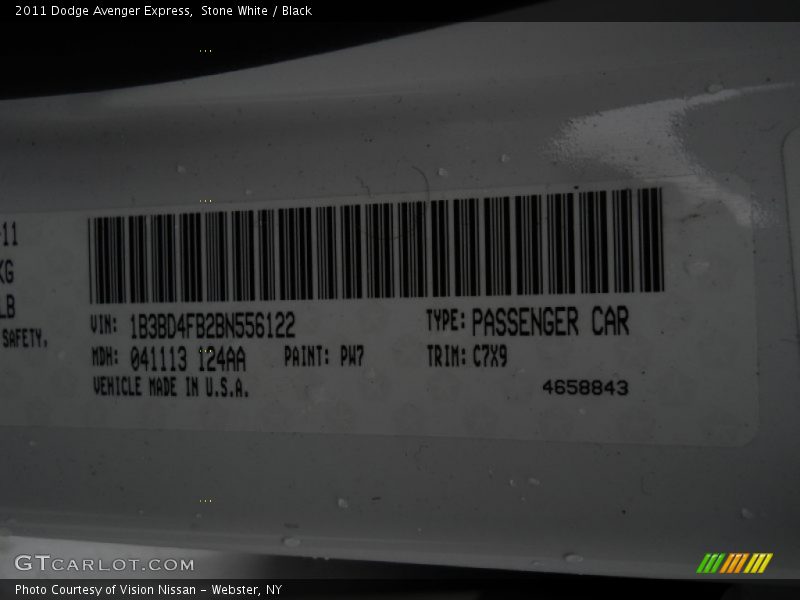 2011 Dodge Avenger Express, Stone White / Black
-11
KG
LB
SAFETY.
VIN: 1B3BD4FB2BN556122 TYPE: PASSENGER CAR
MDH: 041113 124AA PAINT: PW7 TRIM: C7X9
VEHICLE MADE IN U.S.A. 4658843
GTCARLOT.COM
Photo Courtesy of Vision Nissan - Webster, NY